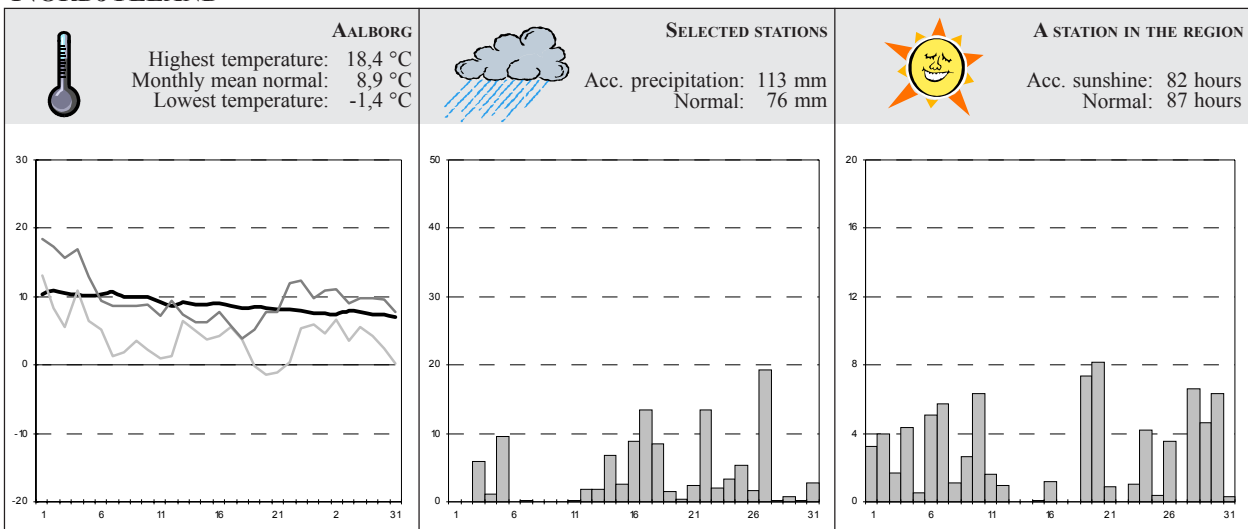 AALBORG
Highest temperature: 18,4 °C
Monthly mean normal: 8,9 °C
Lowest temperature: -1,4 °C
30
20
10
0
-10
-20
1 6 11 16 21 2 31
SELECTED STATIONS
Acc. precipitation: 113 mm
Normal: 76 mm
50
40
30
20
10
0
1 6 11 16 21 26 31
A STATION IN THE REGION
Acc. sunshine: 82 hours
Normal: 87 hours
20
16
12
8
4
0
1 6 11 16 21 26 31